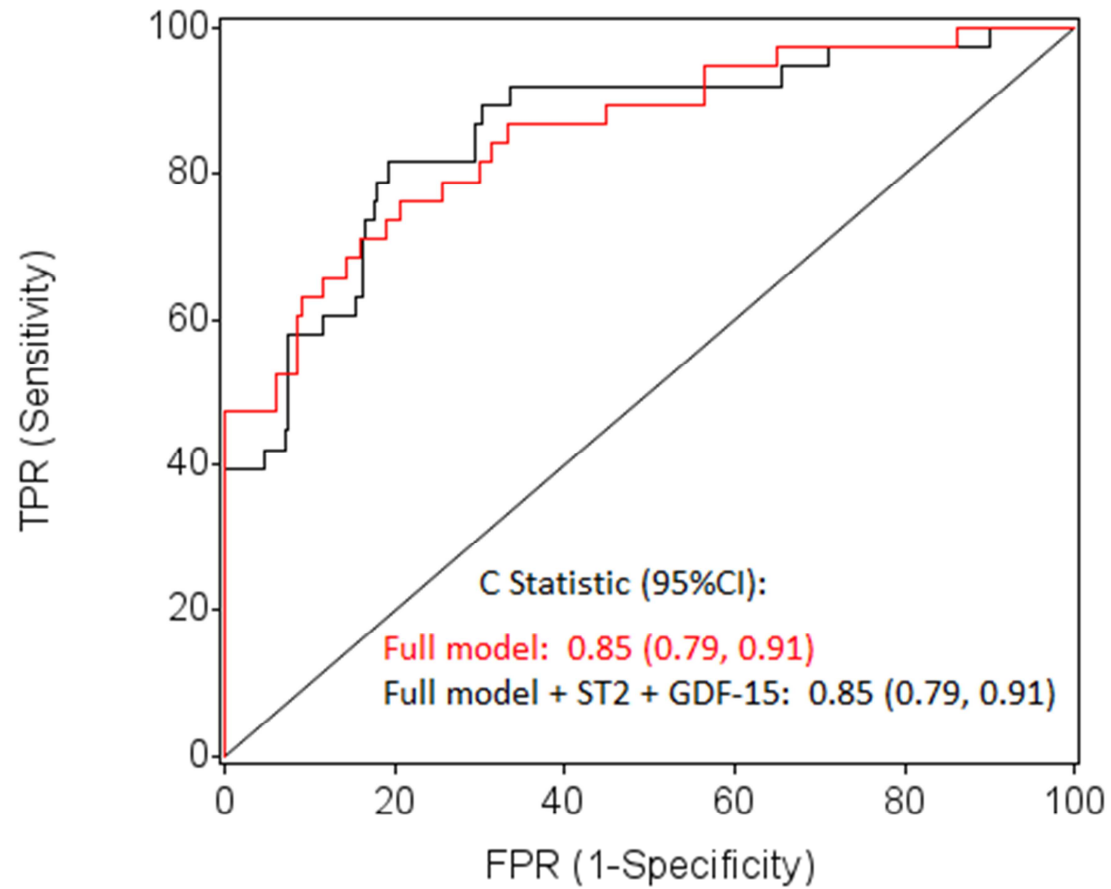 100
80
60
40
20
0
TPR (Sensitivity)
C Statistic (95%CI):
Full model:  0.85 (0.79, 0.91)
Full model + ST2 + GDF-15:  0.85 (0.79, 0.91)
0 20 40 60 80 100
FPR (1-Specificity)